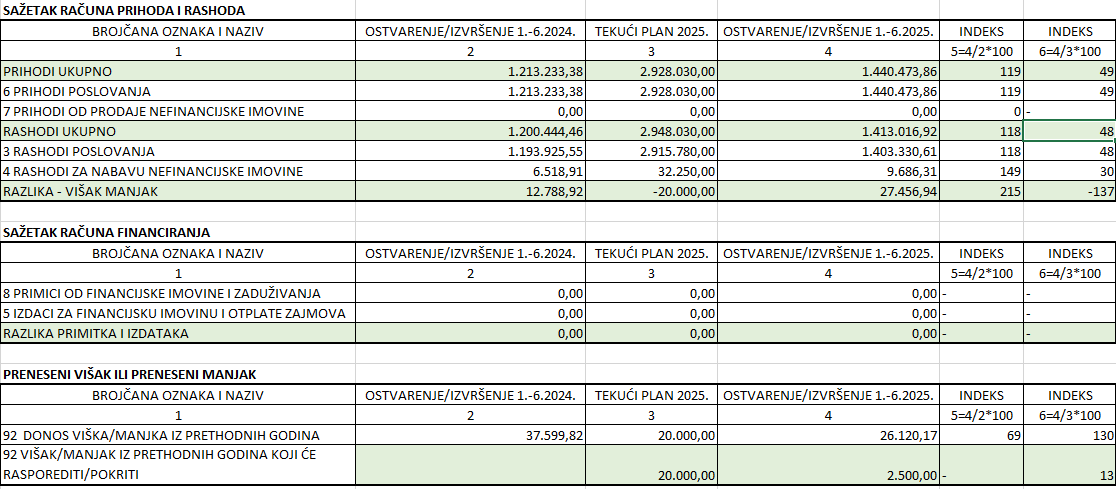 SAŽETAK RAČUNA PRIHODA I RASHODA
BROJČANA OZNAKA I NAZIV OSTVARENJE/IZVRŠENJE 1.-6.2024. TEKUĆI PLAN 2025. OSTVARENJE/IZVRŠENJE 1.-6.2025. INDEKS INDEKS
1 2 3 4 5=4/2*100 6=4/3*100
PRIHODI UKUPNO 1.213.233,38 2.928.030,00 1.440.473,86 119 49
6 PRIHODI POSLOVANJA 1.213.233,38 2.928.030,00 1.440.473,86 119 49
7 PRIHODI OD PRODAJE NEFINANCIJSKE IMOVINE 0,00 0,00 0,00 0 -
RASHODI UKUPNO 1.200.444,46 2.948.030,00 1.413.016,92 118 48
3 RASHODI POSLOVANJA 1.193.925,55 2.915.780,00 1.403.330,61 118 48
4 RASHODI ZA NABAVU NEFINANCIJSKE IMOVINE 6.518,91 32.250,00 9.686,31 149 30
RAZLIKA - VIŠAK MANJAK 12.788,92 -20.000,00 27.456,94 215 -137
SAŽETAK RAČUNA FINANCIRANJA
BROJČANA OZNAKA I NAZIV OSTVARENJE/IZVRŠENJE 1.-6.2024. TEKUĆI PLAN 2025. OSTVARENJE/IZVRŠENJE 1.-6.2025. INDEKS INDEKS
1 2 3 4 5=4/2*100 6=4/3*100
8 PRIMICI OD FINANCIJSKE IMOVINE I ZADUŽIVANJA 0,00 0,00 0,00 - -
5 IZDACI ZA FINANCIJSKU IMOVINU I OTPLATE ZAJMOVA 0,00 0,00 0,00 - -
RAZLIKA PRIMITKA I IZDATAKA 0,00 0,00 0,00 - -
PRENESENI VIŠAK ILI PRENESENI MANJAK
BROJČANA OZNAKA I NAZIV OSTVARENJE/IZVRŠENJE 1.-6.2024. TEKUĆI PLAN 2025. OSTVARENJE/IZVRŠENJE 1.-6.2025. INDEKS INDEKS
1 2 3 4 5=4/2*100 6=4/3*100
92 DONOS VIŠKA/MANJKA IZ PRETHODNIH GODINA 37.599,82 20.000,00 26.120,17 69 130
92 VIŠAK/MANJAK IZ PRETHODNIH GODINA KOJI ĆE
RASPOREDITI/POKRITI 20.000,00 2.500,00 - 13